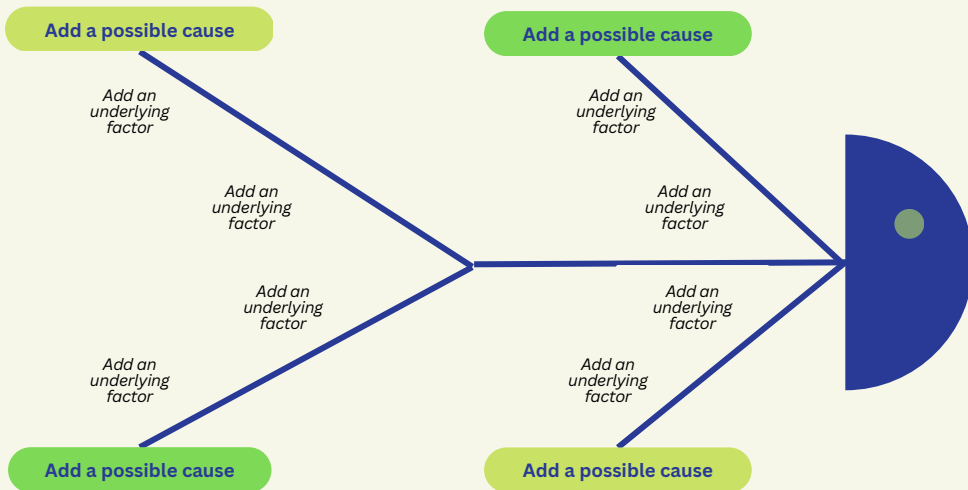 Add a possible cause
Add a possible cause
Add an
underlying
factor
Add an
underlying
factor
Add an
underlying
factor
Add an
underlying
factor
Add an
underlying
factor
Add an
underlying
factor
Add an
underlying
factor
Add an
underlying
factor
Add a possible cause
Add a possible cause